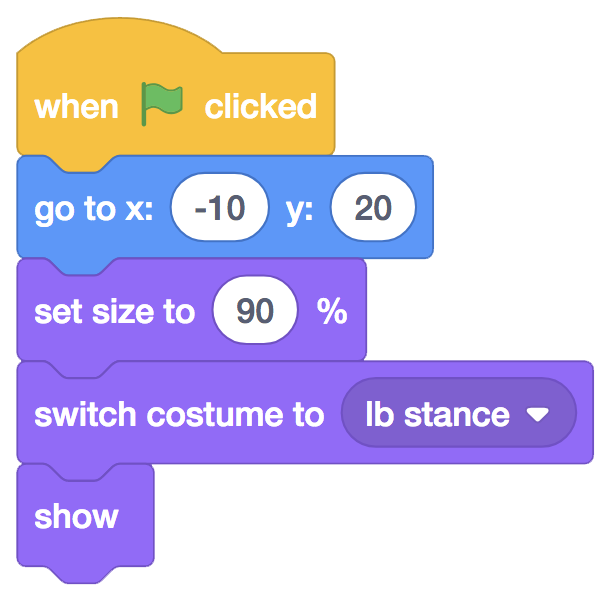 when clicked
go to x: -10 y: 20
set size to 90 %
switch costume to lb stance
show